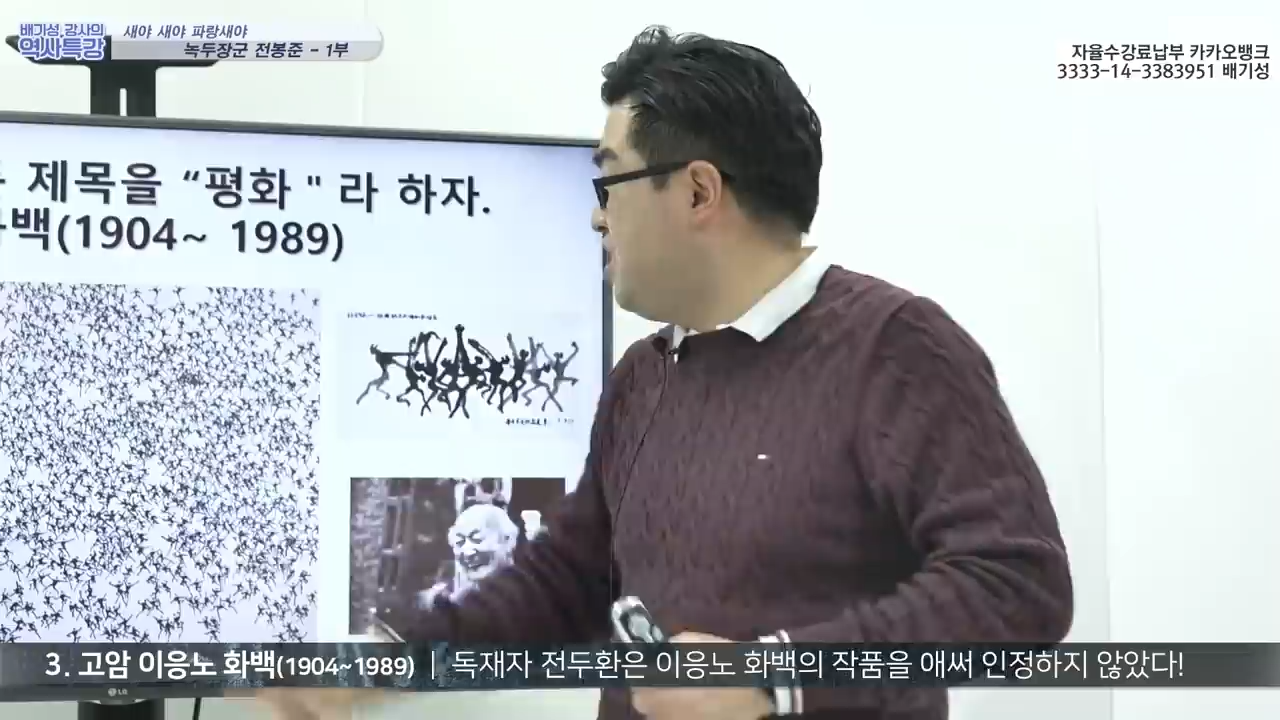 배기성 강사의
역사특강
새야 새야 파랑새야
녹두장군 전봉준 - 1부
자율수강료납부 카카오뱅크
3333-14-3383951 배기성
제목을 “평화"라 하자.
백(1904~ 1989)
3. 고암 이응노 화백(1904~1989) | 독재자 전두환은 이응노 화백의 작품을 애써 인정하지 않았다!
LG